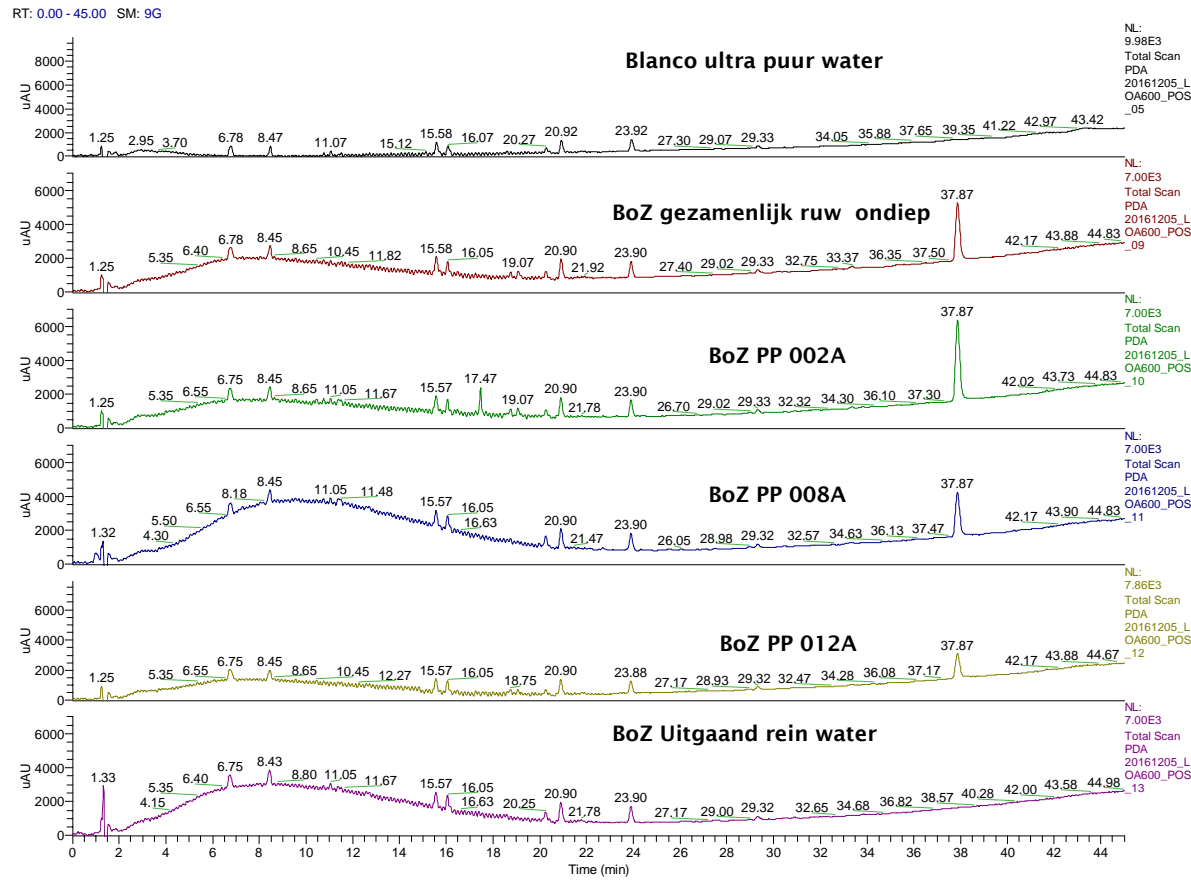 RT: 0.00 - 45.00 SM: 9G
NL:
9.98E3
Total Scan
PDA
20161205_L
OA600_POS
_05
Blanco ultra puur water
8000
6000
4000
2000
0
uAU
1.25 2.95 3.70 6.78 8.47 11.07 15.12 15.58 16.07 20.27 20.92 23.92 27.30 29.07 29.33 34.05 35.88 37.65 39.35 41.22 42.97 43.42
NL:
7.00E3
Total Scan
PDA
20161205_L
OA600_POS
_09
BoZ gezamenlijk ruw ondiep
6000
4000
2000
0
uAU
1.25 5.35 6.40 6.78 8.45 8.65 10.45 11.82 15.58 16.05 19.07 20.90 21.92 23.90 27.40 29.02 29.33 32.75 33.37 36.35 37.50 37.87 42.17 43.88 44.83
NL:
7.00E3
Total Scan
PDA
20161205_L
OA600_POS
_10
BoZ PP 002A
6000
4000
2000
0
uAU
1.25 5.35 6.55 6.75 8.45 8.65 11.05 11.67 15.57 17.47 19.07 20.90 21.78 23.90 26.70 29.02 29.33 32.32 34.30 36.10 37.30 37.87 42.02 43.73 44.83
NL:
7.00E3
Total Scan
PDA
20161205_L
OA600_POS
_11
BoZ PP 008A
6000
4000
2000
0
uAU
1.32 4.30 5.50 6.55 8.18 8.45 11.05 11.48 15.57 16.05 16.63 20.90 21.47 23.90 26.05 28.98 29.32 32.57 34.63 36.13 37.47 37.87 42.17 43.90 44.83
NL:
7.86E3
Total Scan
PDA
20161205_L
OA600_POS
_12
BoZ PP 012A
6000
4000
2000
0
uAU
1.25 5.35 6.55 6.75 8.45 8.65 10.45 12.27 15.57 16.05 18.75 20.90 23.88 27.17 28.93 29.32 32.47 34.28 36.08 37.17 37.87 42.17 43.88 44.67
NL:
7.00E3
Total Scan
PDA
20161205_L
OA600_POS
_13
BoZ Uitgaand rein water
6000
4000
2000
0
uAU
1.33 4.15 5.35 6.40 6.75 8.43 8.80 11.05 11.67 15.57 16.05 16.63 20.25 20.90 21.78 23.90 27.17 29.00 29.32 32.65 34.68 36.82 38.57 40.28 42.00 43.58 44.98
0 2 4 6 8 10 12 14 16 18 20 22 24 26 28 30 32 34 36 38 40 42 44
Time (min)